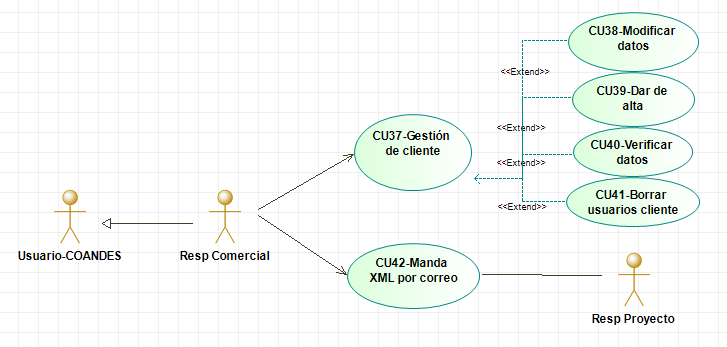 CU38-Modificar
datos
<<Extend>>
CU39-Dar de
alta
<<Extend>>
CU37-Gestión
de cliente
CU40-Verificar
datos
<<Extend>>
CU41-Borrar
usuarios cliente
<<Extend>>
Usuario-COANDES
Resp Comercial
CU42-Manda
XML por correo
Resp Proyecto